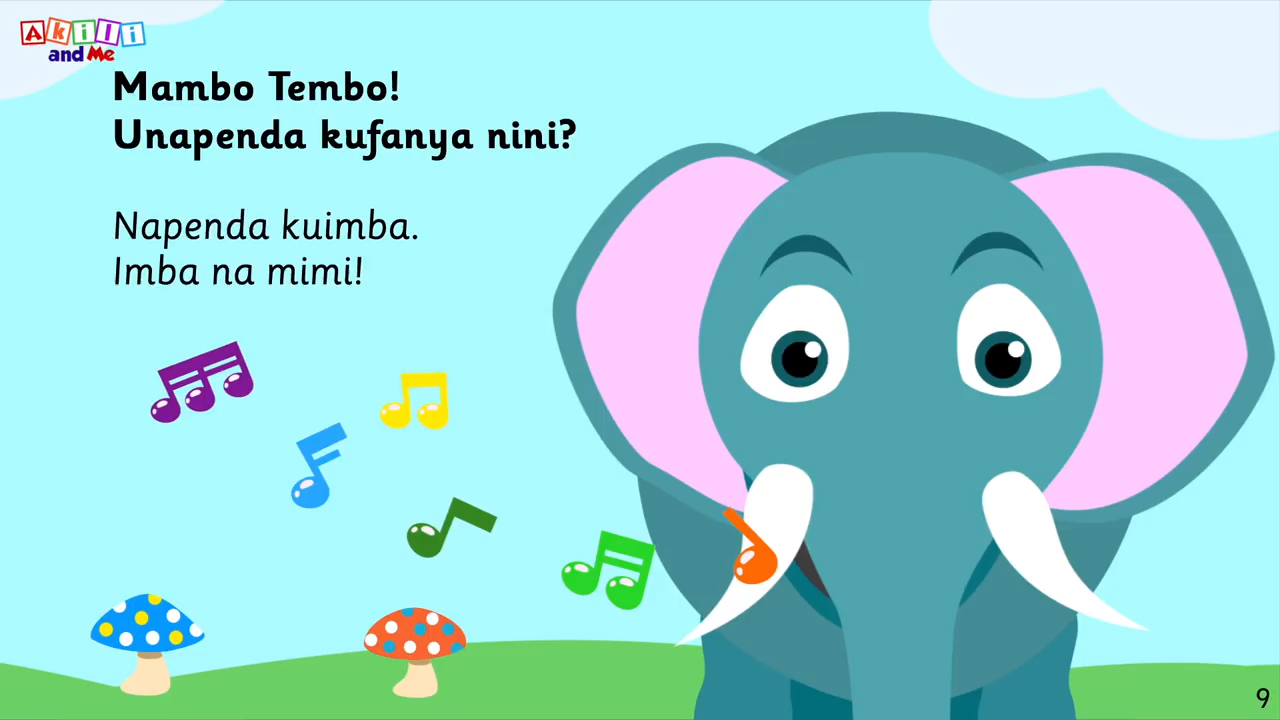 Akili
and Me
Mambo Tembo!
Unapenda kufanya nini?
Napenda kuimba.
Imba na mimi!
9